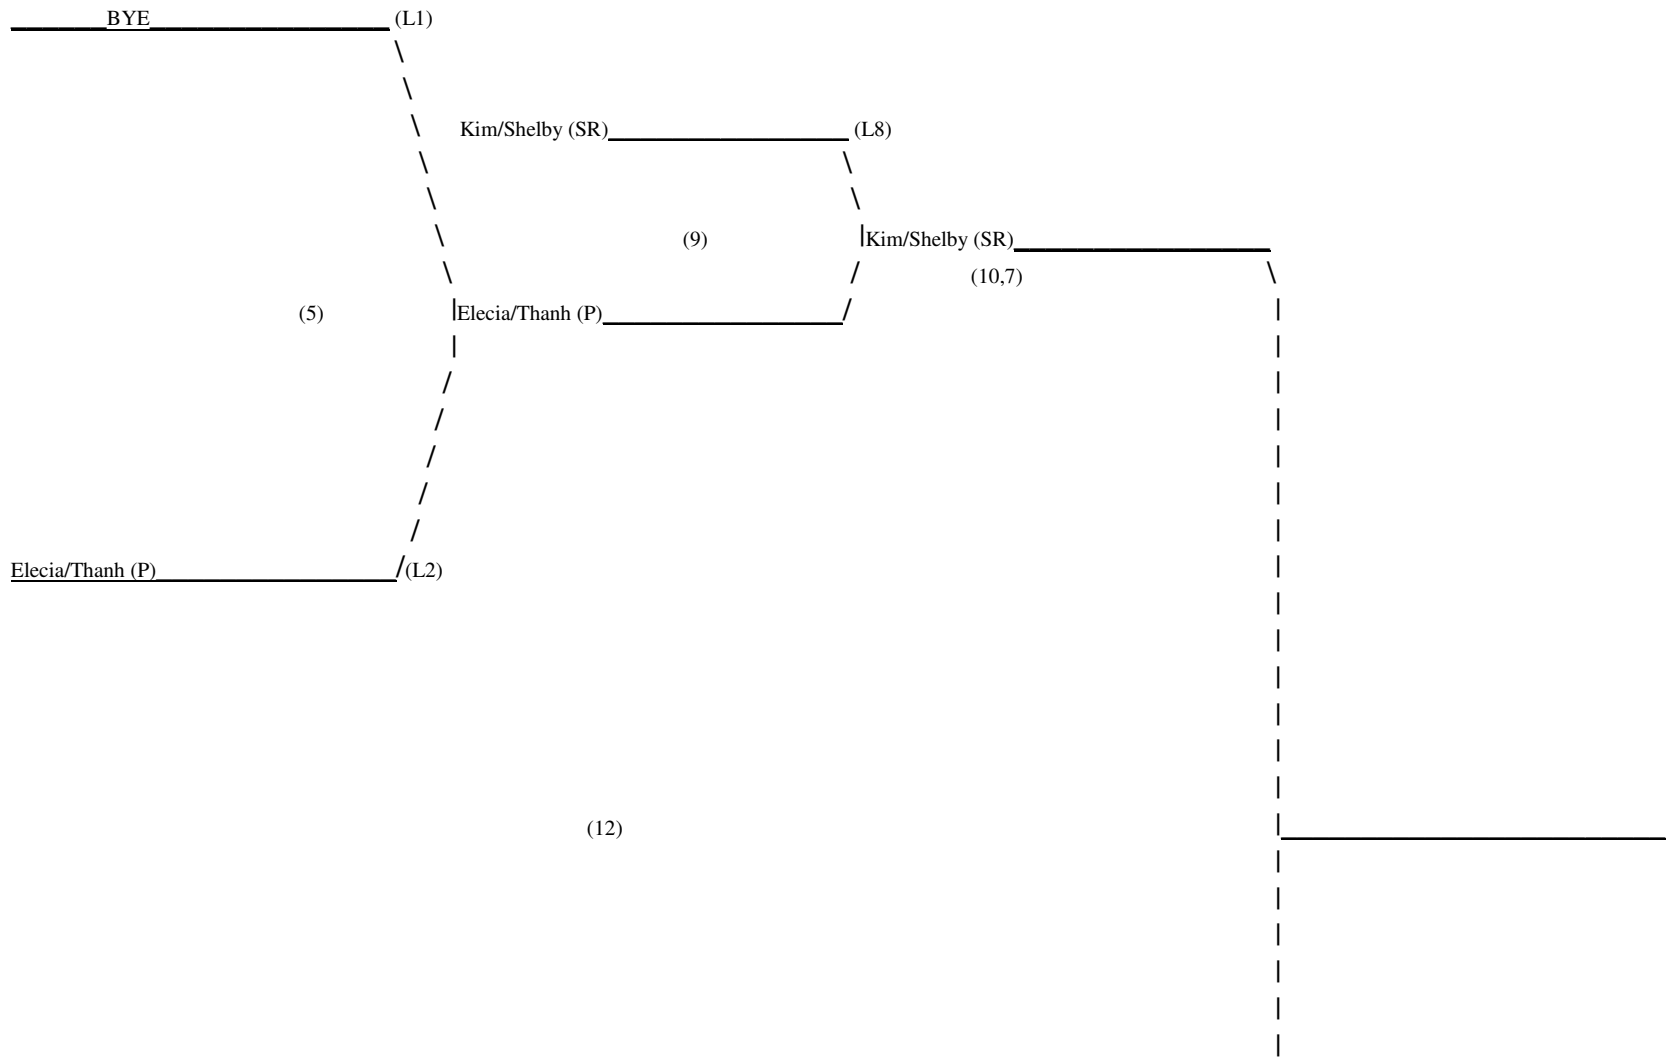 BYE (L1)
Kim/Shelby (SR) (L8)
(9) Kim/Shelby (SR)
(10,7)
(5) Elecia/Thanh (P)
Elecia/Thanh (P) (L2)
(12)